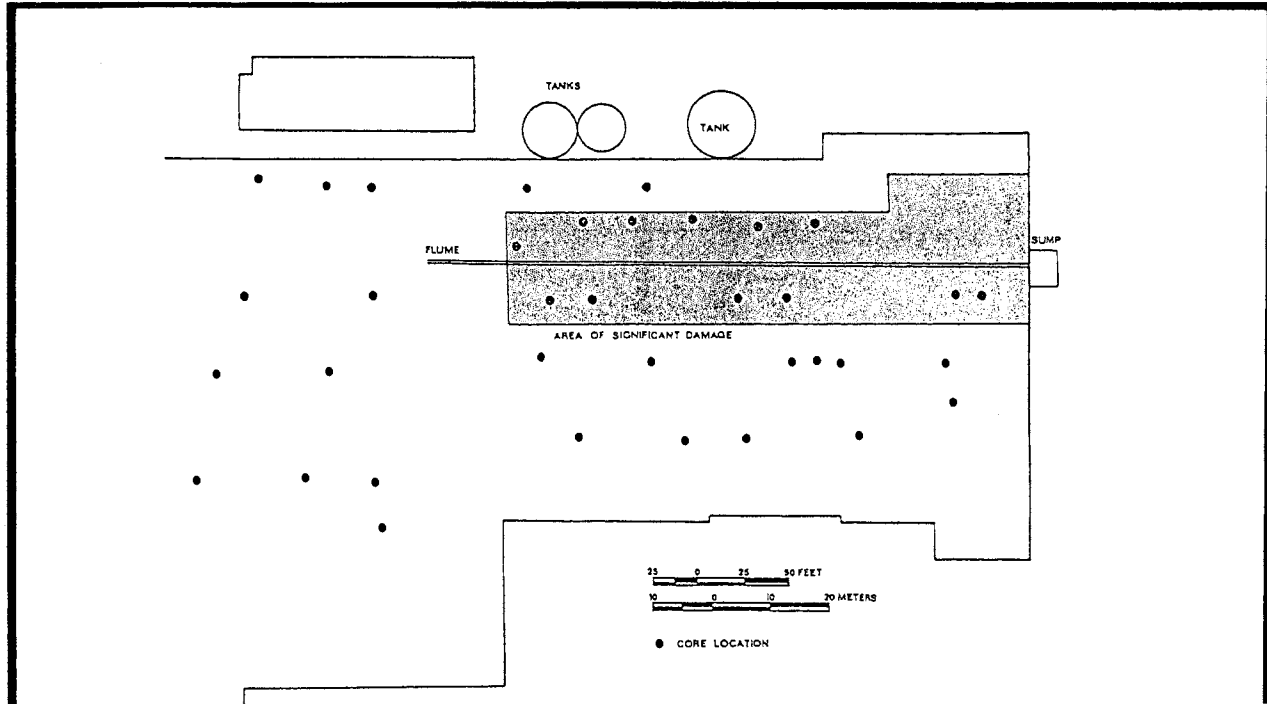 TANKS
TANK
FLUME
SUMP
AREA OF SIGNIFICANT DAMAGE
25 0 25 50 FEET
10 0 10 20 METERS
CORE LOCATION